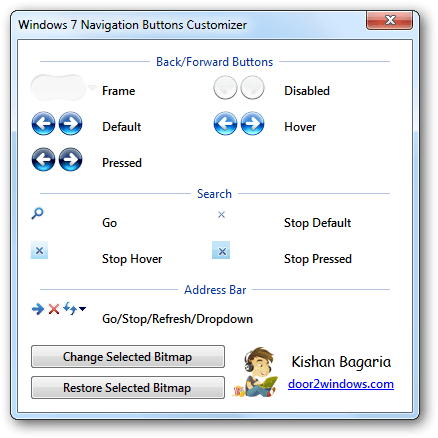 Windows 7 Navigation Buttons Customizer
Back/Forward Buttons
Frame
Disabled
Default
Hover
Pressed
Search
Go
Stop Default
Stop Hover
Stop Pressed
Address Bar
Go/Stop/Refresh/Dropdown
Change Selected Bitmap
Kishan Bagaria
Restore Selected Bitmap
door2windows.com